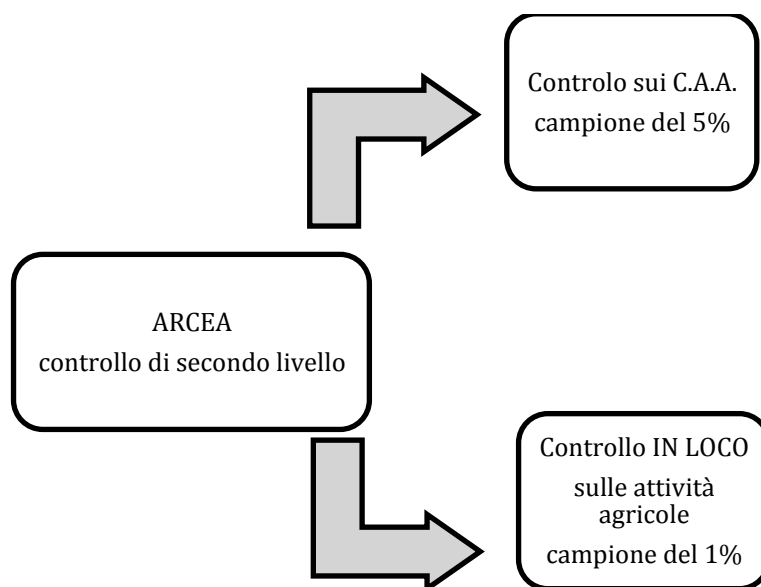 Controlo sui C.A.A.
campione del 5%
ARCEA
controllo di secondo livello
Controllo IN LOCO
sulle attività
agricole
campione del 1%